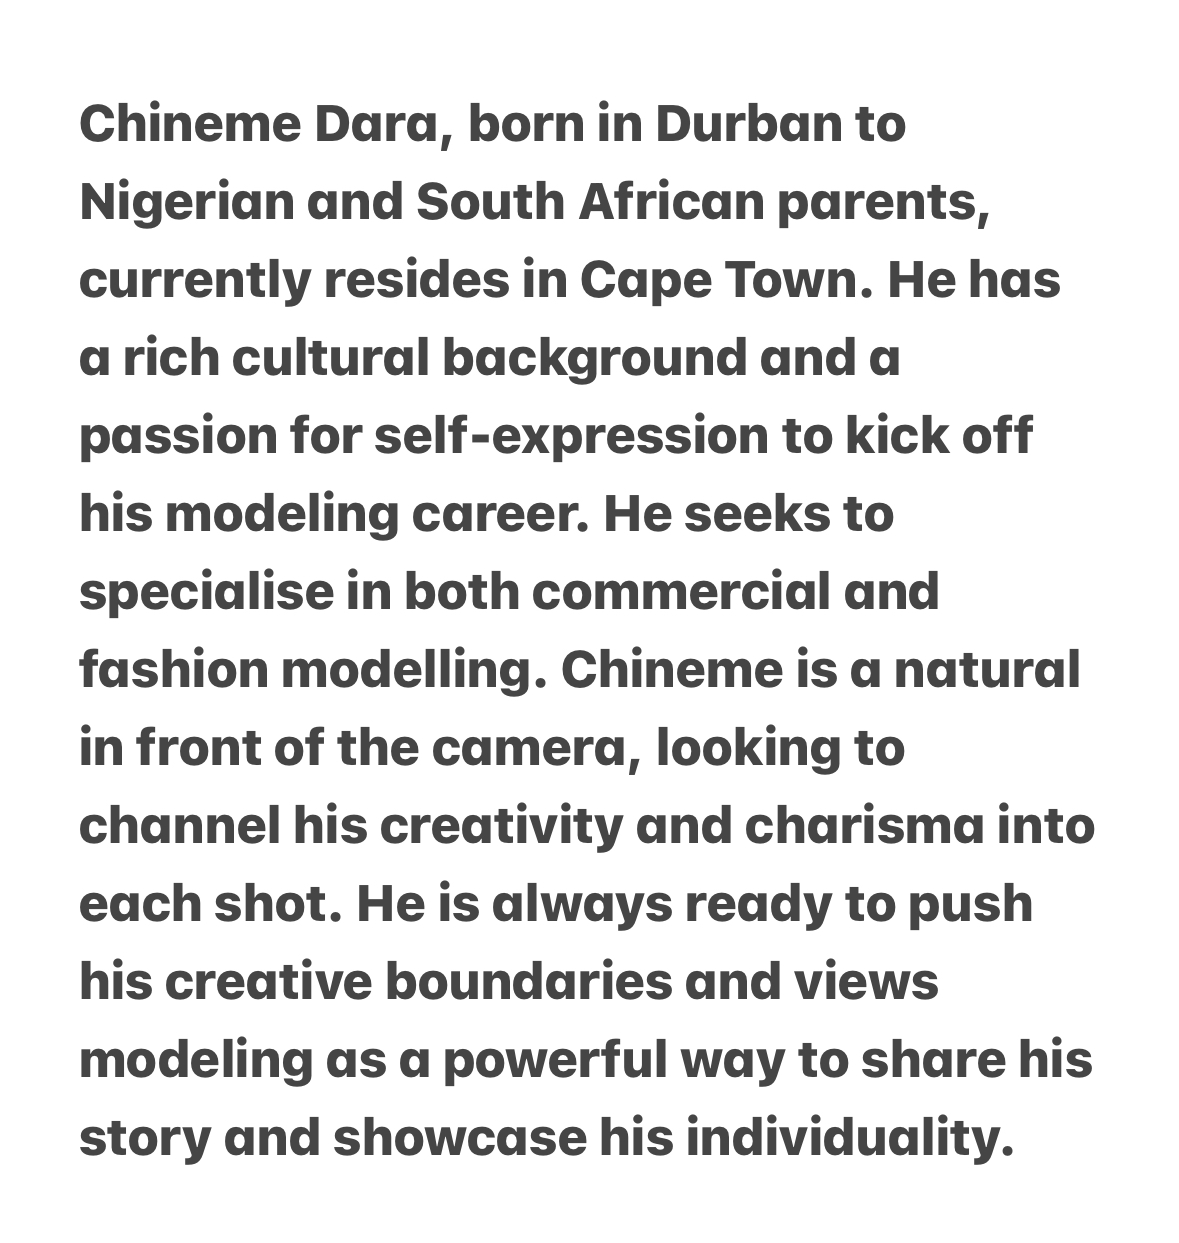 Chineme Dara, born in Durban to
Nigerian and South African parents,
currently resides in Cape Town. He has
a rich cultural background and a
passion for self-expression to kick off
his modeling career. He seeks to
specialise in both commercial and
fashion modelling. Chineme is a natural
in front of the camera, looking to
channel his creativity and charisma into
each shot. He is always ready to push
his creative boundaries and views
modeling as a powerful way to share his
story and showcase his individuality.